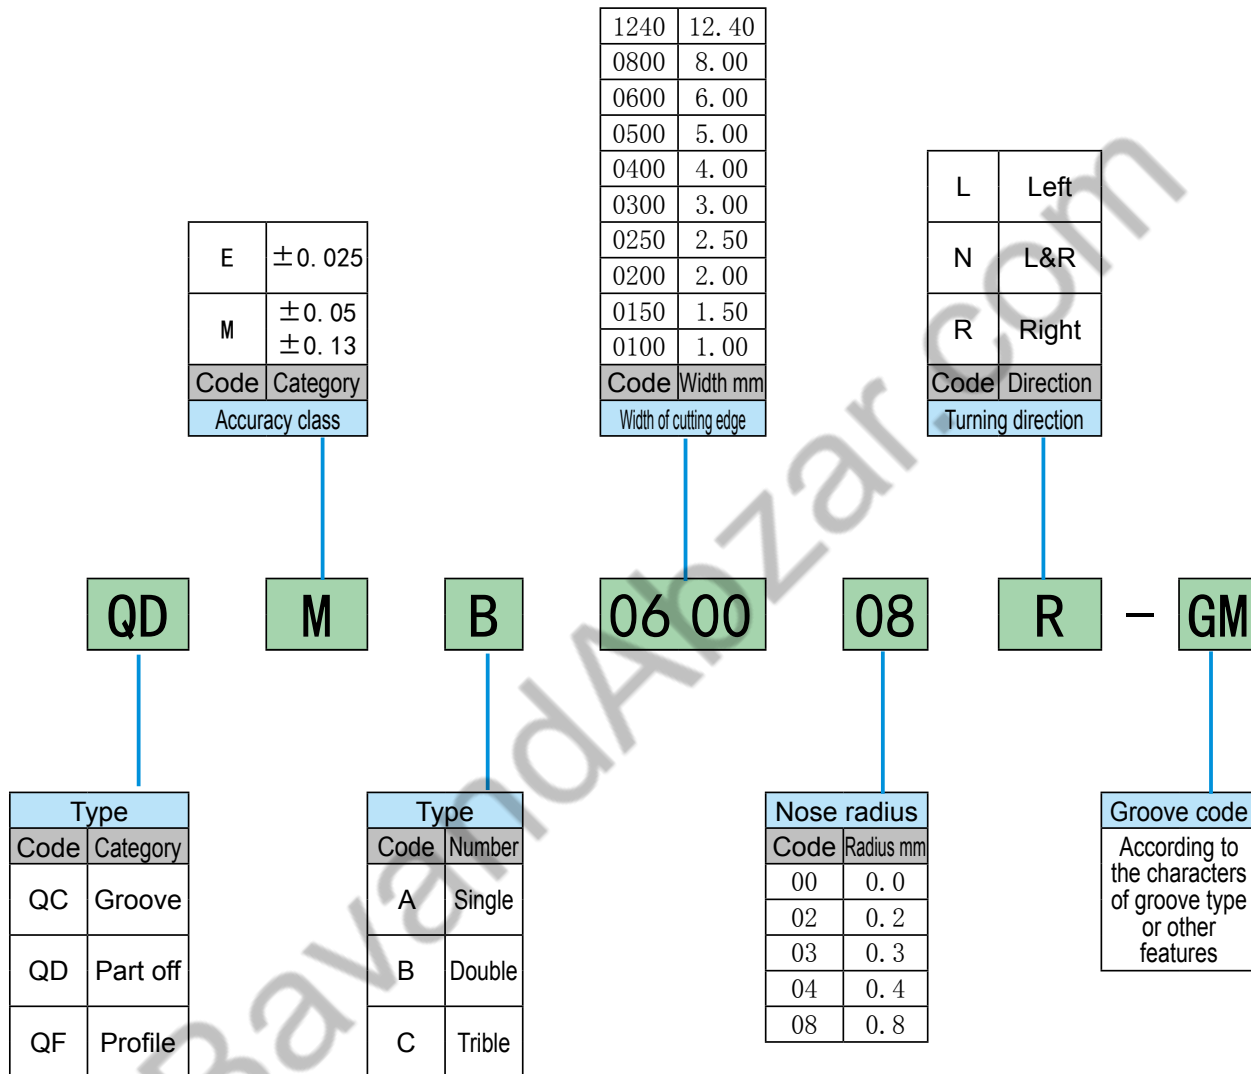 1240 12.40
0800 8.00
0600 6.00
0500 5.00
0400 4.00
0300 3.00
0250 2.50
0200 2.00
0150 1.50
0100 1.00
Code Width mm
Width of cutting edge
E ±0.025
M ±0.05
±0.13
Code Category
Accuracy class
L Left
N L&R
R Right
Code Direction
Turning direction
QD M B 0600 08 R - GM
Type
Code Category
QC Groove
QD Part off
QF Profile
Type
Code Number
A Single
B Double
C Trible
Nose radius
Code Radius mm
00 0.0
02 0.2
03 0.3
04 0.4
08 0.8
Groove code
According to
the characters
of groove type
or other
features
BavandAbzar.com